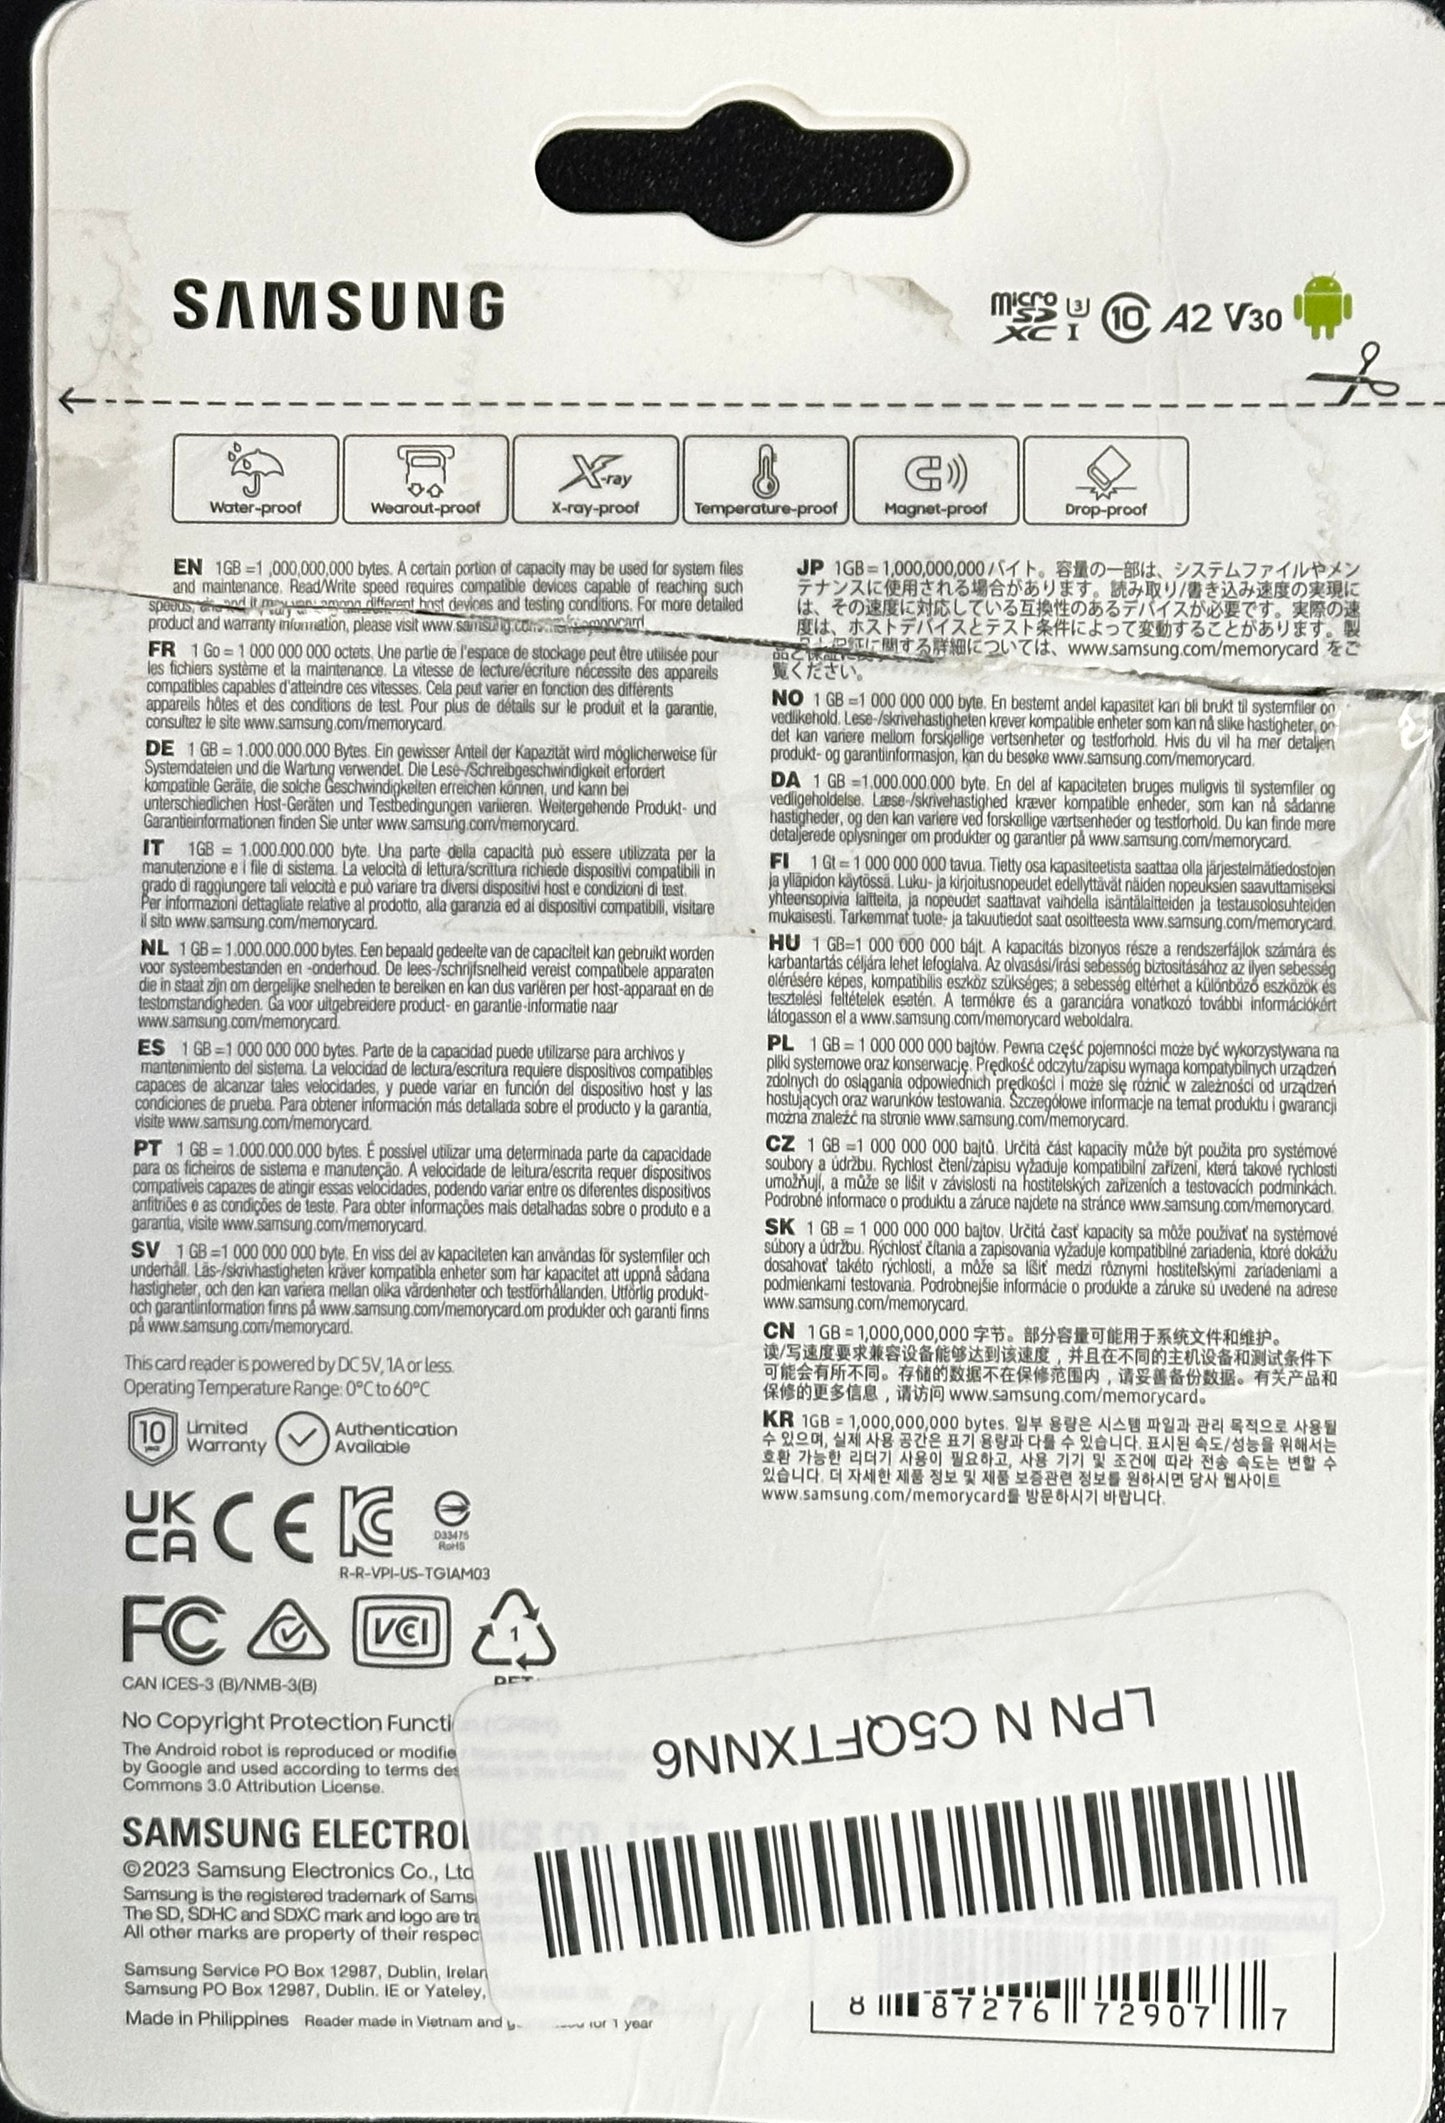 SAMSUNG
micro SD XC I U3 10 A2 V30
Water-proof
Wearout-proof
X-ray
X-ray-proof
Temperature-proof
Magnet-proof
Drop-proof
EN 1GB =1 ,000,000,000 bytes. A certain portion of capacity may be used for system files
and maintenance. Read/Write speed requires compatible devices capable of reaching such
speeds, and it may vary among different host devices and testing conditions. For more detailed
product and warranty information, please visit www.samsung.com/memorycard
FR 1 Go = 1 000 000 000 octets. Une partie de l'espace de stockage peut être utilisée pour
les fichiers système et la maintenance. La vitesse de lecture/écriture nécessite des appareils
compatibles capables d'atteindre ces vitesses. Cela peut varier en fonction des différents
appareils hôtes et des conditions de test. Pour plus de détails sur le produit et la garantie,
consultez le site www.samsung.com/memorycard.
DE 1 GB = 1.000.000.000 Bytes. Ein gewisser Anteil der Kapazität wird möglicherweise für
Systemdateien und die Wartung verwendet. Die Lese-/Schreibgeschwindigkeit erfordert
kompatible Geräte, die solche Geschwindigkeiten erreichen können, und kann bei
unterschiedlichen Host-Geräten und Testbedingungen variieren. Weitergehende Produkt- und
Garantieinformationen finden Sie unter www.samsung.com/memorycard.
IT 1GB = 1.000.000.000 byte. Una parte della capacità può essere utilizzata per la
manutenzione e i file di sistema. La velocità di lettura/scrittura richiede dispositivi compatibili in
grado di raggiungere tali velocità e può variare tra diversi dispositivi host e condizioni di test.
Per informazioni dettagliate relative al prodotto, alla garanzia ed ai dispositivi compatibili, visitare
il sito www.samsung.com/memorycard.
NL 1 GB = 1.000.000.000 bytes. Een bepaald gedeelte van de capaciteit kan gebruikt worden
voor systeembestanden en -onderhoud. De lees-/schrijfsnelheid vereist compatibele apparaten
die in staat zijn om dergelijke snelheden te bereiken en kan dus variëren per host-apparaat en de
testomstandigheden. Ga voor uitgebreidere product- en garantie-informatie naar
www.samsung.com/memorycard.
ES 1 GB =1 000 000 000 bytes. Parte de la capacidad puede utilizarse para archivos y
mantenimiento del sistema. La velocidad de lectura/escritura requiere dispositivos compatibles
capaces de alcanzar tales velocidades, y puede variar en función del dispositivo host y las
condiciones de prueba. Para obtener información más detallada sobre el producto y la garantía,
visite www.samsung.com/memorycard.
PT 1 GB = 1.000.000.000 bytes. É possível utilizar uma determinada parte da capacidade
para os ficheiros de sistema e manutenção. A velocidade de leitura/escrita requer dispositivos
compatíveis capazes de atingir essas velocidades, podendo variar entre os diferentes dispositivos
anfitriões e as condições de teste. Para obter informações mais detalhadas sobre o produto e a
garantia, visite www.samsung.com/memorycard.
SV 1 GB =1 000 000 000 byte. En viss del av kapaciteten kan användas för systemfiler och
underhåll. Läs-/skrivhastigheten kräver kompatibla enheter som har kapacitet att uppnå sådana
hastigheter, och den kan variera mellan olika värdenheter och testförhållanden. Utförlig produkt-
och garantiinformation finns på www.samsung.com/memorycard.om produkter och garanti finns
på www.samsung.com/memorycard.
This card reader is powered by DC 5V, 1A or less.
Operating Temperature Range: 0°C to 60°C
10 YEAR Limited Warranty
Authentication Available
UK CA CE KC
D33475
RoHS
R-R-VPI-US-TG1AM03
FC VCI 1
PET
CAN ICES-3 (B)/NMB-3(B)
No Copyright Protection Functi
The Android robot is reproduced or modifie
by Google and used according to terms des
Commons 3.0 Attribution License.
SAMSUNG ELECTRONICS CO., LTD
©2023 Samsung Electronics Co., Ltd
Samsung is the registered trademark of Sams
The SD, SDHC and SDXC mark and logo are tra
All other marks are property of their respec
Samsung Service PO Box 12987, Dublin, Irelan
Samsung PO Box 12987, Dublin. IE or Yateley,
Made in Philippines Reader made in Vietnam and for 1 year
JP 1GB = 1,000,000,000 バイト。容量の一部は、システムファイルやメン
テナンスに使用される場合があります。読み取り/書き込み速度の実現に
は、その速度に対応している互換性のあるデバイスが必要です。実際の速
度は、ホストデバイスとテスト条件によって変動することがあります。製
品と保証に関する詳細については、www.samsung.com/memorycard をご
覧ください。
NO 1 GB =1 000 000 000 byte. En bestemt andel kapasitet kan bli brukt til systemfiler og
vedlikehold. Lese-/skrivehastigheten krever kompatible enheter som kan nå slike hastigheter, og
det kan variere mellom forskjellige vertsenheter og testforhold. Hvis du vil ha mer detaljert
produkt- og garantiinformasjon, kan du besøke www.samsung.com/memorycard.
DA 1 GB =1.000.000.000 byte. En del af kapaciteten bruges muligvis til systemfiler og
vedligeholdelse. Læse-/skrivehastighed kræver kompatible enheder, som kan nå sådanne
hastigheder, og den kan variere ved forskellige værtsenheder og testforhold. Du kan finde mere
detaljerede oplysninger om produkter og garantier på www.samsung.com/memorycard.
FI 1 Gt = 1 000 000 000 tavua. Tietty osa kapasiteetista saattaa olla järjestelmätiedostojen
ja ylläpidon käytössä. Luku- ja kirjoitusnopeudet edellyttävät näiden nopeuksien saavuttamiseksi
yhteensopivia laitteita, ja nopeudet saattavat vaihdella isäntälaitteiden ja testausolosuhteiden
mukaisesti. Tarkemmat tuote- ja takuutiedot saat osoitteesta www.samsung.com/memorycard.
HU 1 GB=1 000 000 000 bájt. A kapacitás bizonyos része a rendszerfájlok számára és
karbantartás céljára lehet lefoglalva. Az olvasási/írási sebesség biztosításához az ilyen sebesség
elérésére képes, kompatibilis eszköz szükséges; a sebesség eltérhet a különböző eszközök és
tesztelési feltételek esetén. A termékre és a garanciára vonatkozó további információkért
látogasson el a www.samsung.com/memorycard weboldalra.
PL 1 GB = 1 000 000 000 bajtów. Pewna część pojemności może być wykorzystywana na
pliki systemowe oraz konserwację. Prędkość odczytu/zapisu wymaga kompatybilnych urządzeń
zdolnych do osiągania odpowiednich prędkości i może się różnić w zależności od urządzeń
hostujących oraz warunków testowania. Szczegółowe informacje na temat produktu i gwarancji
można znaleźć na stronie www.samsung.com/memorycard.
CZ 1 GB =1 000 000 000 bajtů. Určitá část kapacity může být použita pro systémové
soubory a údržbu. Rychlost čtení/zápisu vyžaduje kompatibilní zařízení, která takové rychlosti
umožňují, a může se lišit v závislosti na hostitelských zařízeních a testovacích podmínkách.
Podrobné informace o produktu a záruce najdete na stránce www.samsung.com/memorycard.
SK 1 GB = 1 000 000 000 bajtov. Určitá časť kapacity sa môže používať na systémové
súbory a údržbu. Rýchlosť čítania a zapisovania vyžaduje kompatibilné zariadenia, ktoré dokážu
dosahovať takéto rýchlosti, a môže sa líšiť medzi rôznymi hostiteľskými zariadeniami a
podmienkami testovania. Podrobnejšie informácie o produkte a záruke sú uvedené na adrese
www.samsung.com/memorycard.
CN 1 GB = 1,000,000,000 字节。部分容量可能用于系统文件和维护。
读/写速度要求兼容设备能够达到该速度，并且在不同的主机设备和测试条件下
可能会有所不同。存储的数据不在保修范围内，请妥善备份数据。有关产品和
保修的更多信息，请访问 www.samsung.com/memorycard。
KR 1GB = 1,000,000,000 bytes. 일부 용량은 시스템 파일과 관리 목적으로 사용될
수 있으며, 실제 사용 공간은 표기 용량과 다를 수 있습니다. 표시된 속도/성능을 위해서는
호환 가능한 리더기 사용이 필요하고, 사용 기기 및 조건에 따라 전송 속도는 변할 수
있습니다. 더 자세한 제품 정보 및 제품 보증관련 정보를 원하시면 당사 웹사이트
www.samsung.com/memorycard를 방문하시기 바랍니다.
LPN N C5QFTXNN6
8 87276 72907 7